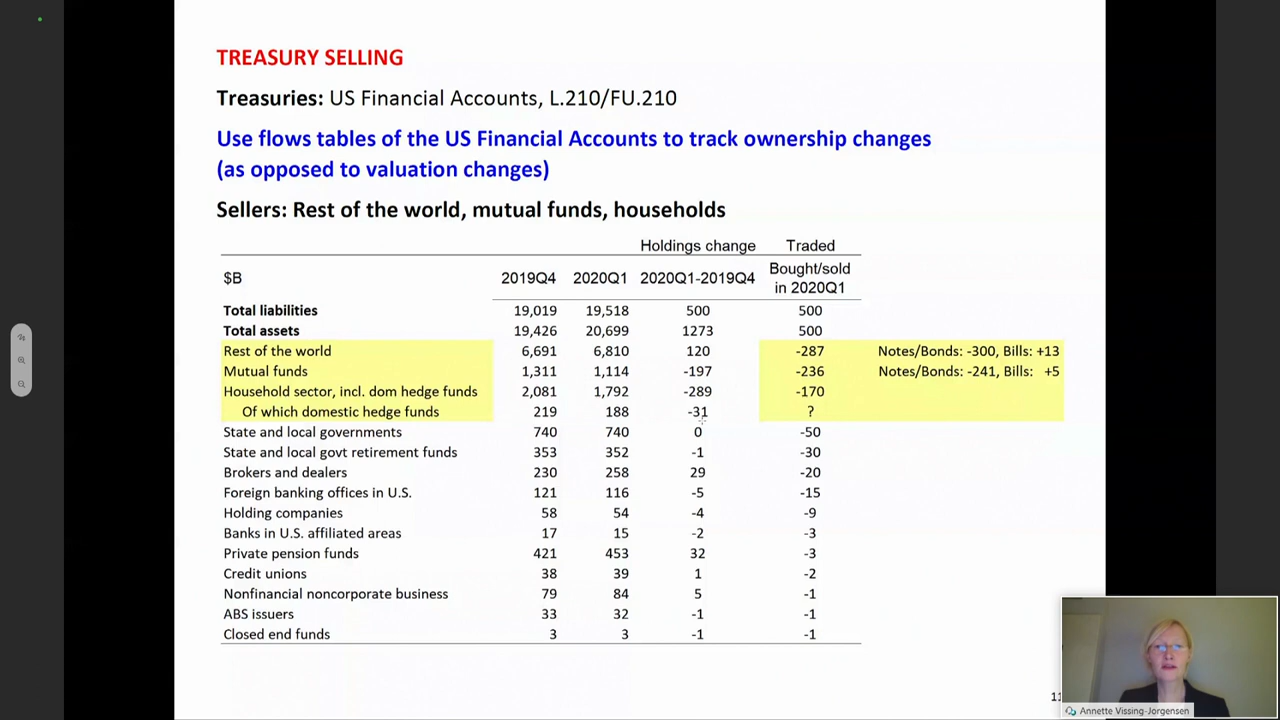 TREASURY SELLING
Treasuries: US Financial Accounts, L.210/FU.210
Use flows tables of the US Financial Accounts to track ownership changes
(as opposed to valuation changes)
Sellers: Rest of the world, mutual funds, households
Holdings change Traded
$B 2019Q4 2020Q1 2020Q1-2019Q4 Bought/sold
in 2020Q1
Total liabilities 19,019 19,518 500 500
Total assets 19,426 20,699 1273 500
Rest of the world 6,691 6,810 120 -287 Notes/Bonds: -300, Bills: +13
Mutual funds 1,311 1,114 -197 -236 Notes/Bonds: -241, Bills: +5
Household sector, incl. dom hedge funds 2,081 1,792 -289 -170
Of which domestic hedge funds 219 188 -31 ?
State and local governments 740 740 0 -50
State and local govt retirement funds 353 352 -1 -30
Brokers and dealers 230 258 29 -20
Foreign banking offices in U.S. 121 116 -5 -15
Holding companies 58 54 -4 -9
Banks in U.S. affiliated areas 17 15 -2 -3
Private pension funds 421 453 32 -3
Credit unions 38 39 1 -2
Nonfinancial noncorporate business 79 84 5 -1
ABS issuers 33 32 -1 -1
Closed end funds 3 3 -1 -1
11
Annette Vissing-Jorgensen